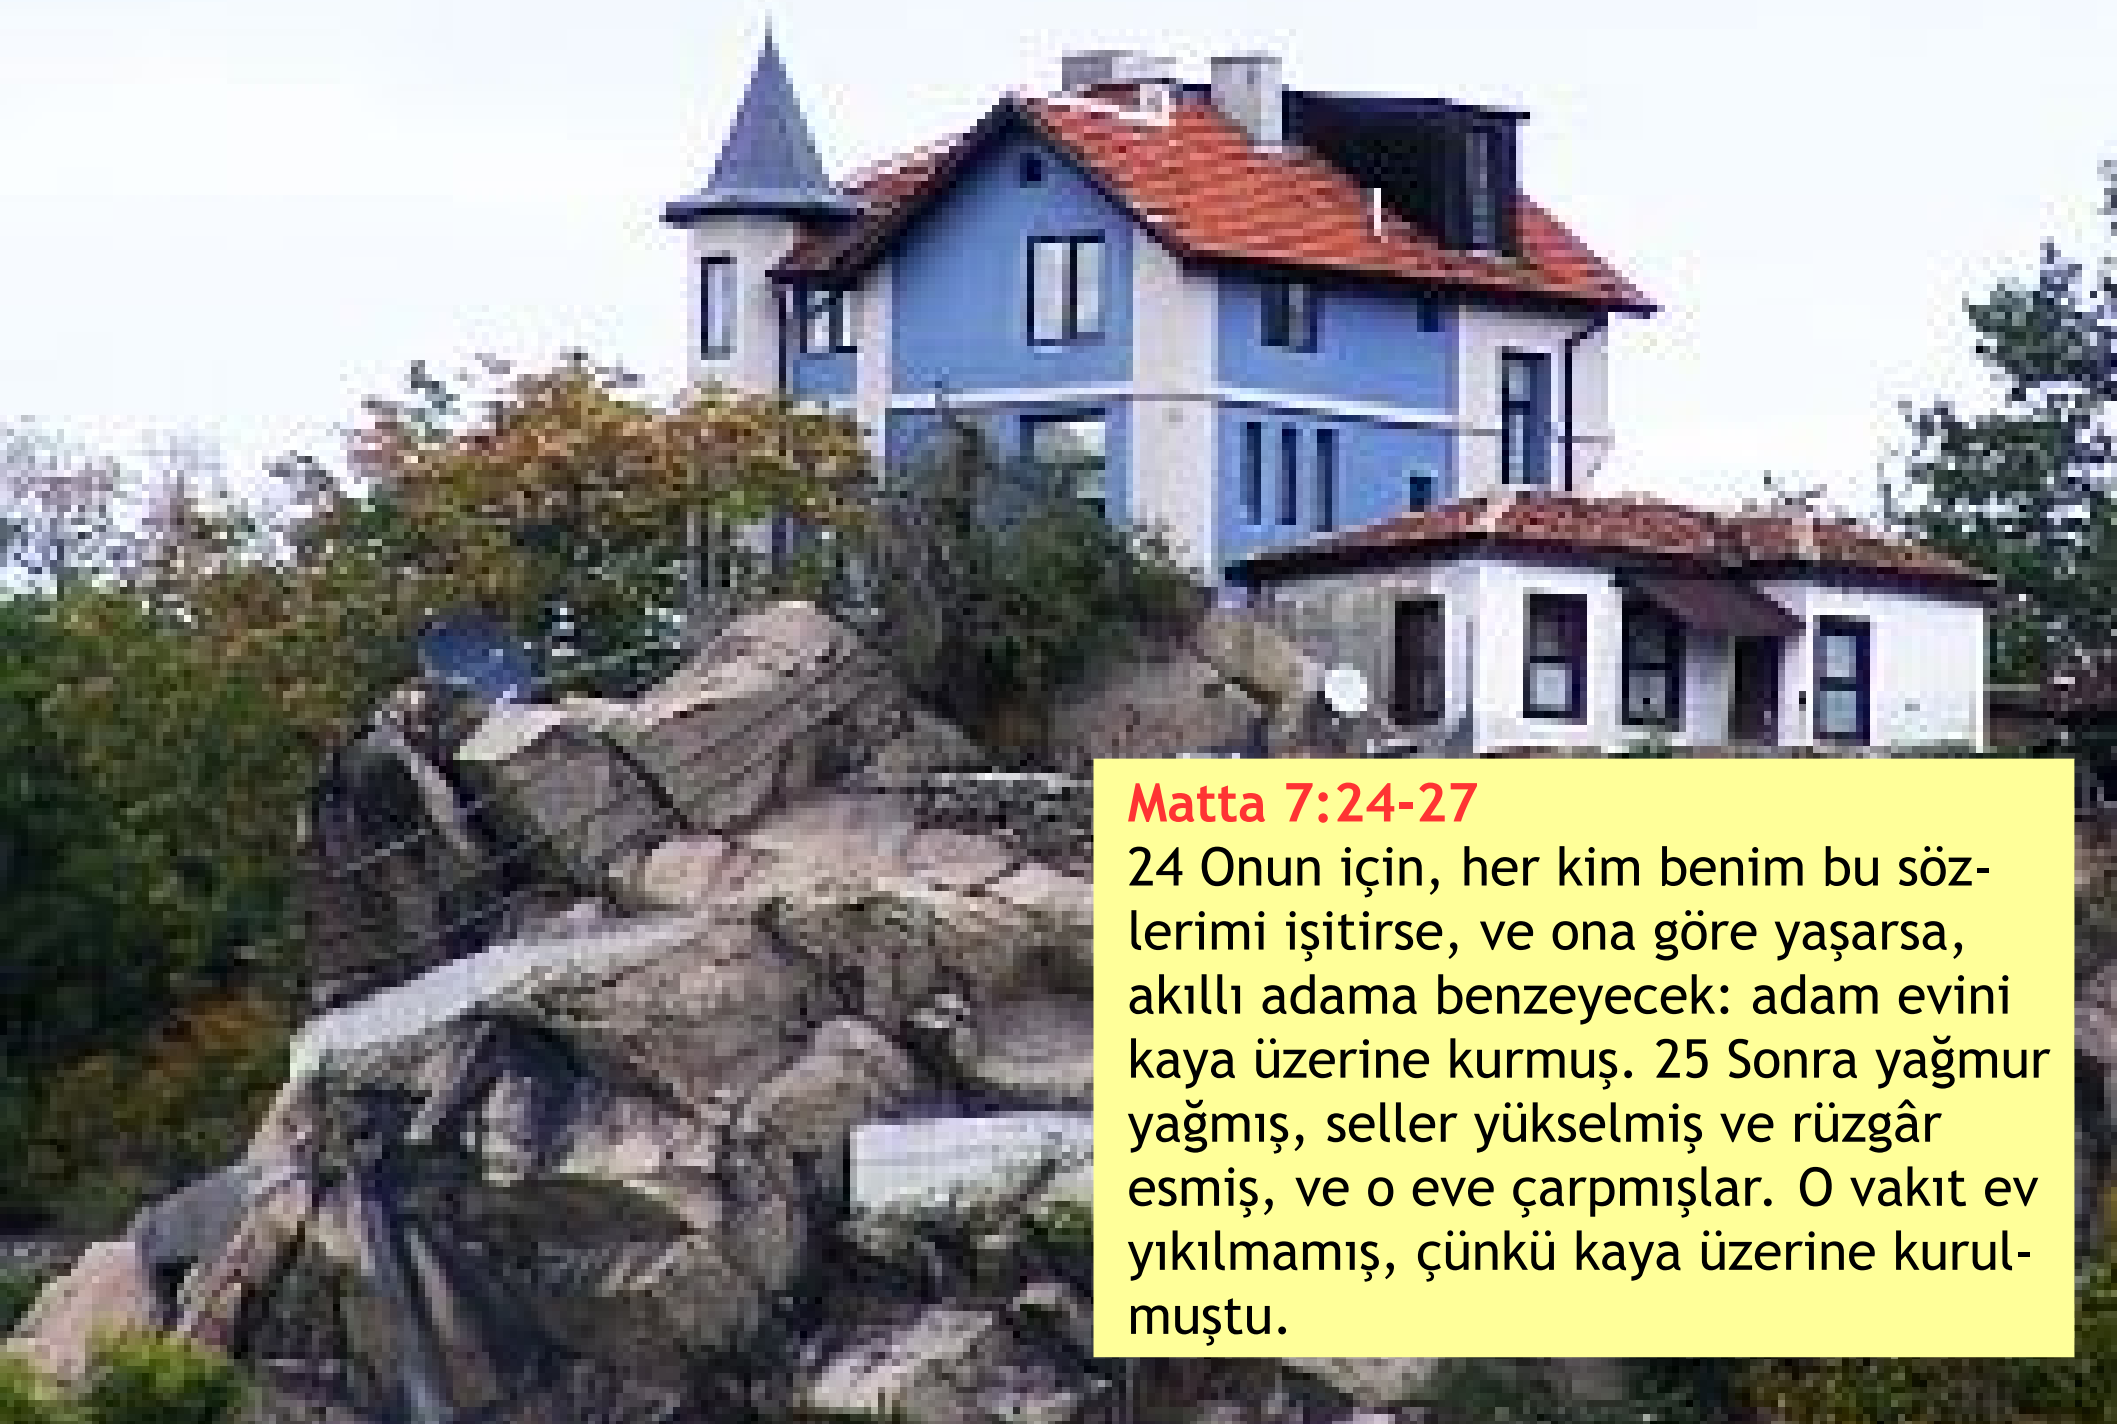 Matta 7:24-27
24 Onun için, her kim benim bu söz-
lerimi işitirse, ve ona göre yaşarsa,
akıllı adama benzeyecek: adam evini
kaya üzerine kurmuş. 25 Sonra yağmur
yağmış, seller yükselmiş ve rüzgâr
esmiş, ve o eve çarpmışlar. O vakıt ev
yıkılmamış, çünkü kaya üzerine kurul-
muştu.